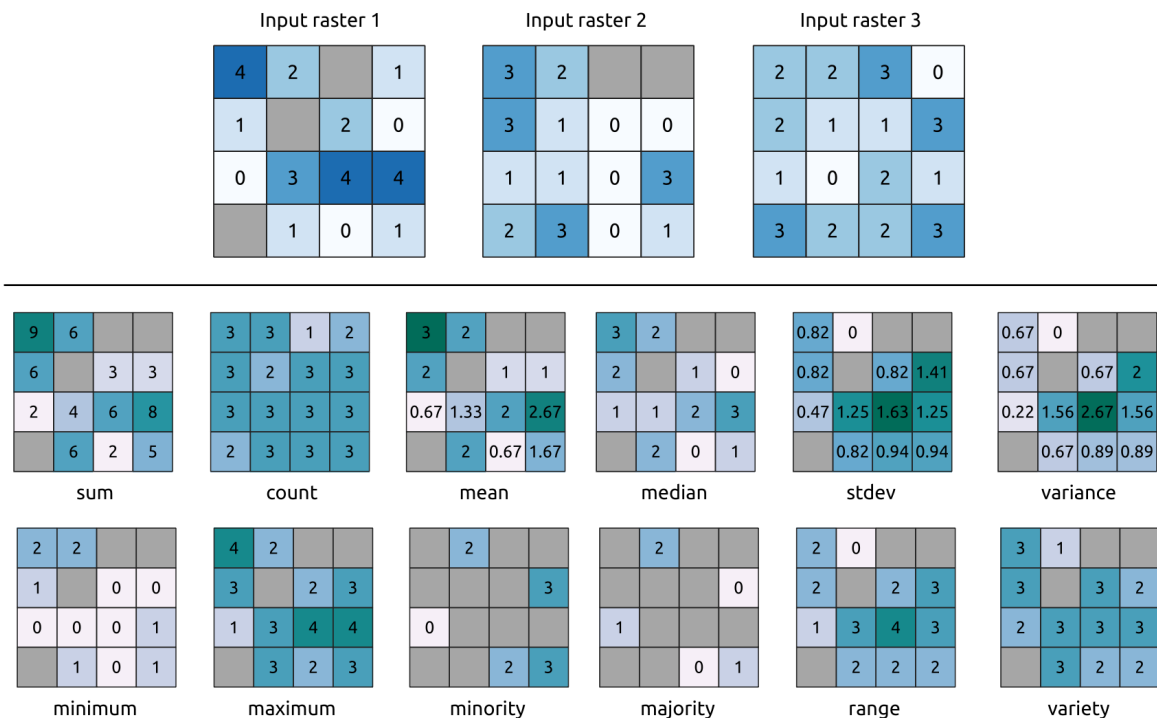 Input raster 1 Input raster 2 Input raster 3
4 2 1 3 2 2 2 3 0
1 2 0 3 1 0 0 2 1 1 3
0 3 4 4 1 1 0 3 1 0 2 1
1 0 1 2 3 0 1 3 2 2 3
9 6 3 3 1 2 3 2 3 2 0.82 0 0.67 0
6 3 3 3 2 3 3 2 1 1 2 1 0 0.82 0.82 1.41 0.67 0.67 2
2 4 6 8 3 3 3 3 0.67 1.33 2 2.67 1 1 2 3 0.47 1.25 1.63 1.25 0.22 1.56 2.67 1.56
6 2 5 2 3 3 3 2 0.67 1.67 2 0 1 0.82 0.94 0.94 0.67 0.89 0.89
sum count mean median stdev variance
2 2 4 2 2 2 2 0 3 1
1 0 0 3 2 3 3 0 2 2 3 3 3 2
0 0 0 1 1 3 4 4 0 1 1 3 4 3 2 3 3 3
1 0 1 3 2 3 2 3 0 1 2 2 2 3 2 2
minimum maximum minority majority range variety